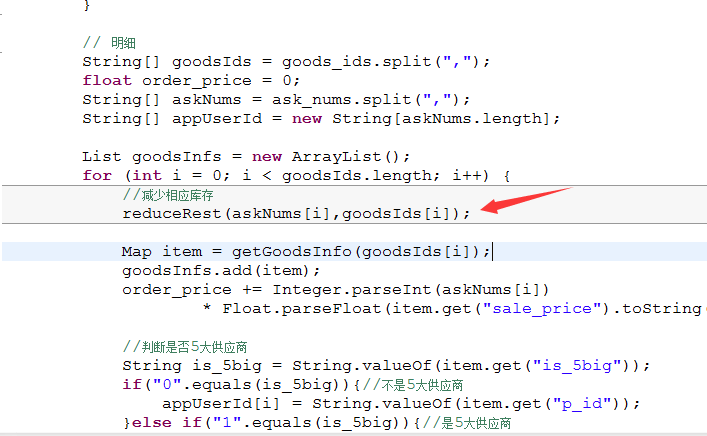 }
// 明细
String[] goodsIds = goods_ids.split(",");
float order_price = 0;
String[] askNums = ask_nums.split(",");
String[] appUserId = new String[askNums.length];
List goodsInfs = new ArrayList();
for (int i = 0; i < goodsIds.length; i++) {
//减少相应库存
reduceRest(askNums[i],goodsIds[i]);
Map item = getGoodsInfo(goodsIds[i]);
goodsInfs.add(item);
order_price += Integer.parseInt(askNums[i])
* Float.parseFloat(item.get("sale_price").toString(
//判断是否5大供应商
String is_5big = String.valueOf(item.get("is_5big"));
if("0".equals(is_5big)){//不是5大供应商
appUserId[i] = String.valueOf(item.get("p_id"));
}else if("1".equals(is_5big)){//是5大供应商